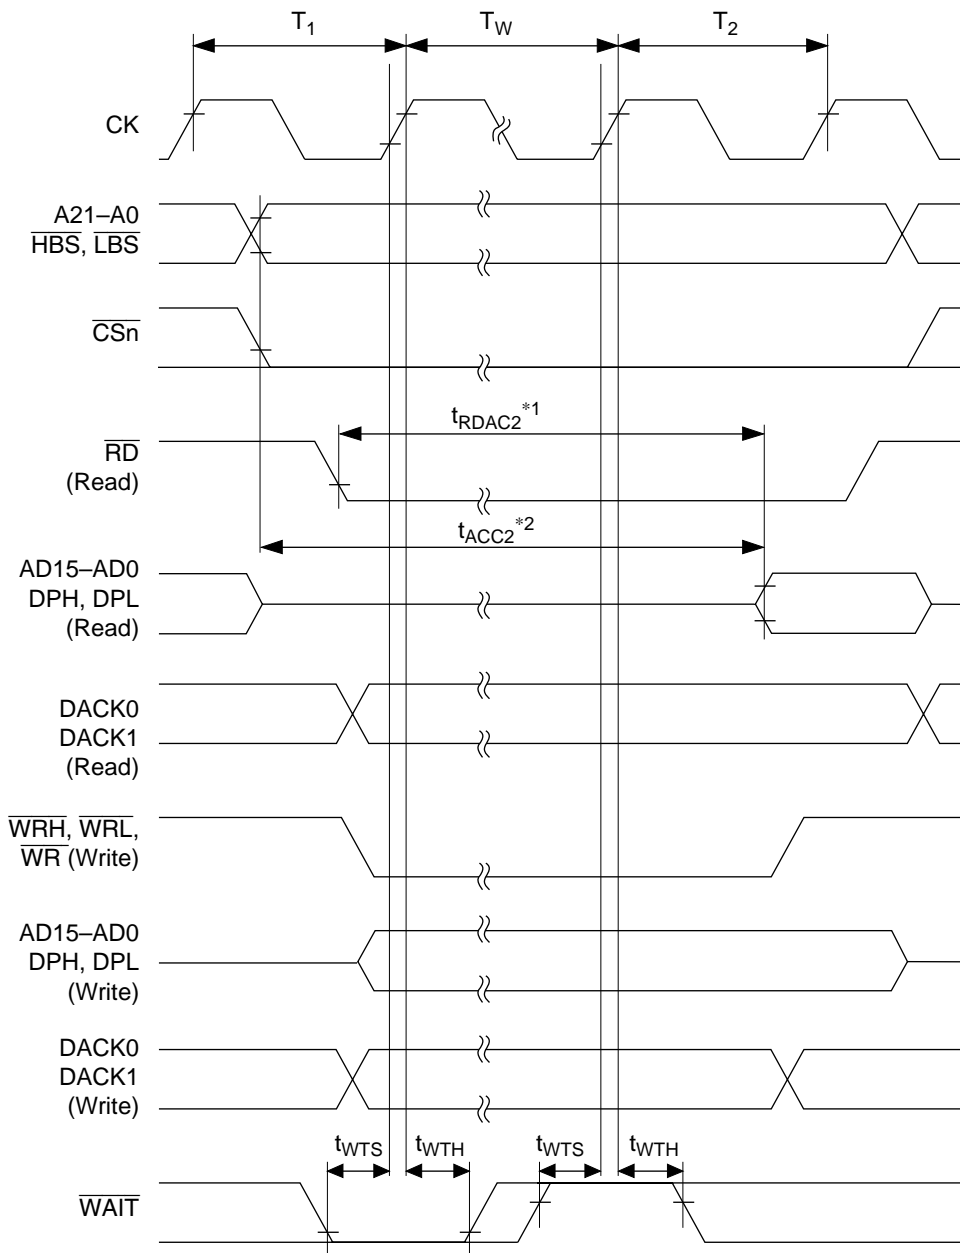 T1 TW T2
CK
A21–A0
HBS, LBS
CSn
tRDAC2*1
RD
(Read)
tACC2*2
AD15–AD0
DPH, DPL
(Read)
DACK0
DACK1
(Read)
WRH, WRL,
WR (Write)
AD15–AD0
DPH, DPL
(Write)
DACK0
DACK1
(Write)
tWTS tWTH tWTS tWTH
WAIT